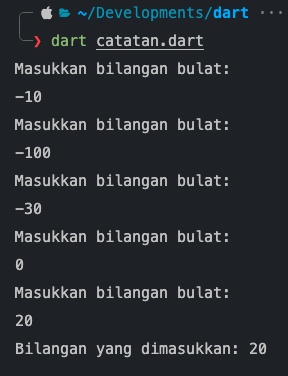 ~/Developments/dart ···
❯ dart catatan.dart
Masukkan bilangan bulat:
-10
Masukkan bilangan bulat:
-100
Masukkan bilangan bulat:
-30
Masukkan bilangan bulat:
0
Masukkan bilangan bulat:
20
Bilangan yang dimasukkan: 20